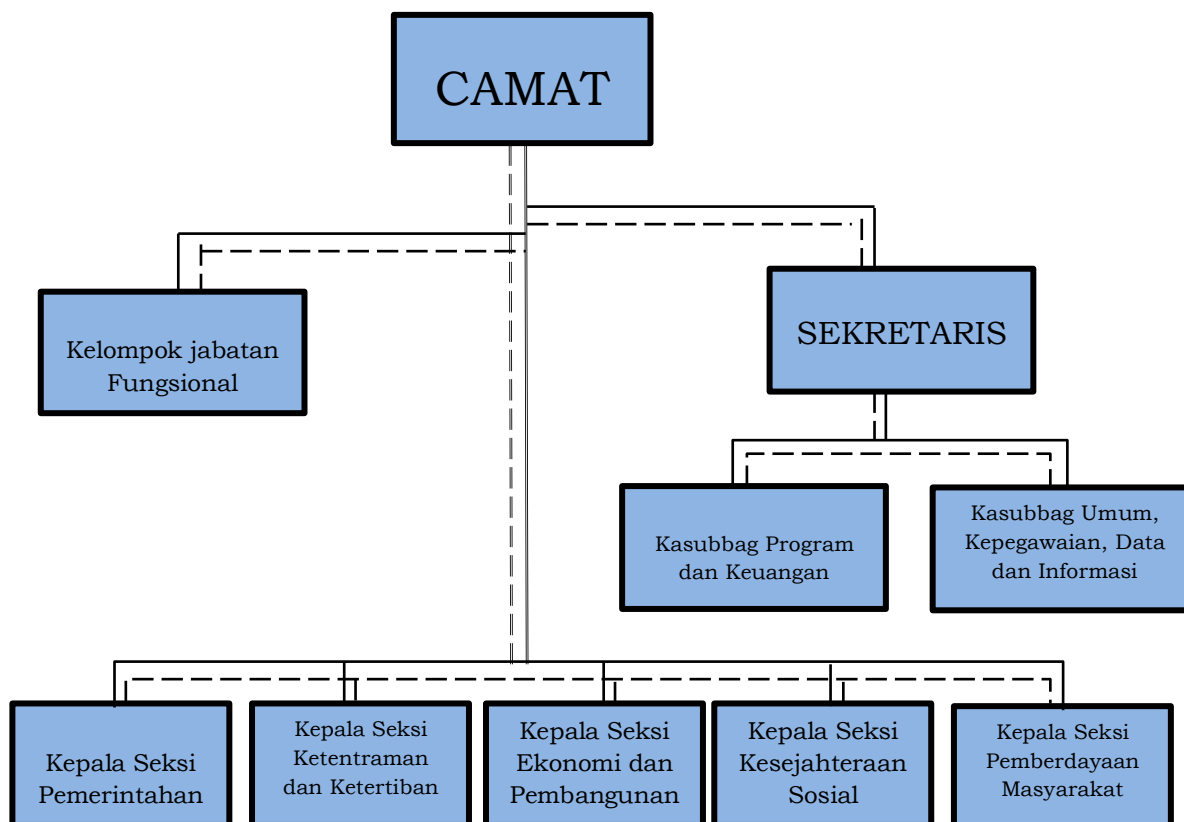 CAMAT
Kelompok jabatan
Fungsional
SEKRETARIS
Kasubbag Program
dan Keuangan
Kasubbag Umum,
Kepegawaian, Data
dan Informasi
Kepala Seksi
Pemerintahan
Kepala Seksi
Ketentraman
dan Ketertiban
Kepala Seksi
Ekonomi dan
Pembangunan
Kepala Seksi
Kesejahteraan
Sosial
Kepala Seksi
Pemberdayaan
Masyarakat